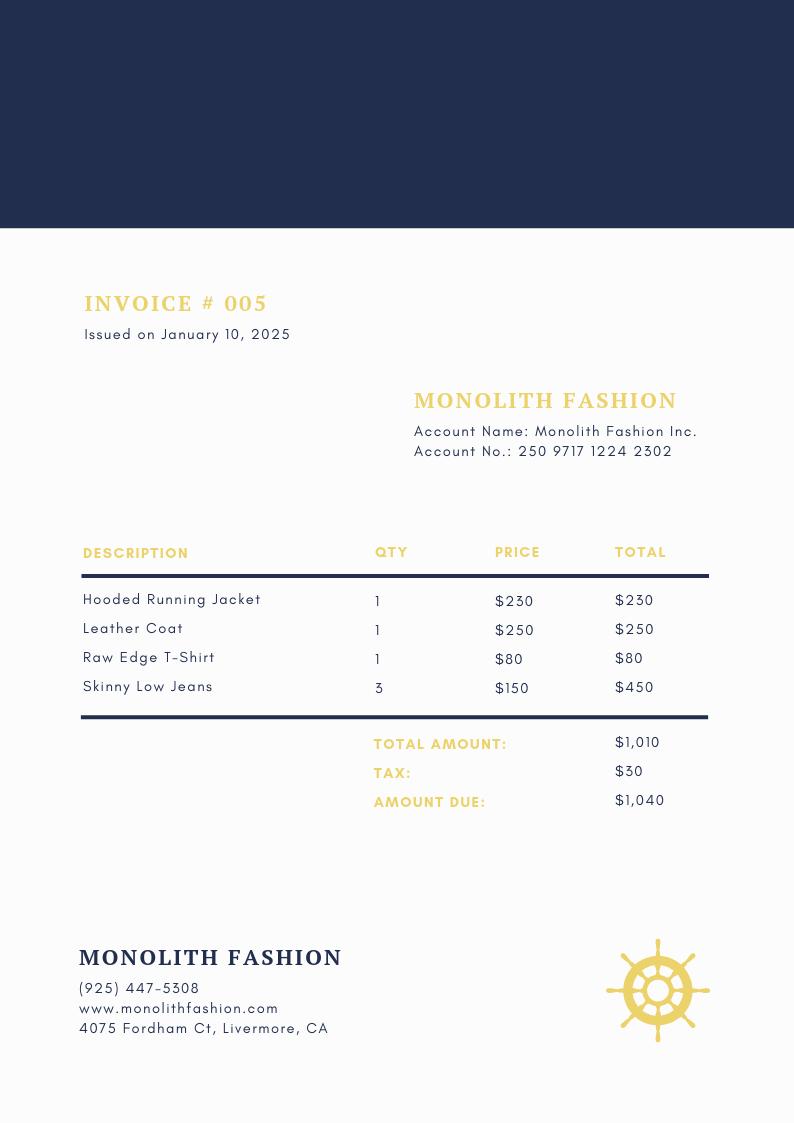 INVOICE # 005
Issued on January 10, 2025
MONOLITH FASHION
Account Name: Monolith Fashion Inc.
Account No.: 250 9717 1224 2302
DESCRIPTION QTY PRICE TOTAL
Hooded Running Jacket 1 $230 $230
Leather Coat 1 $250 $250
Raw Edge T-Shirt 1 $80 $80
Skinny Low Jeans 3 $150 $450
TOTAL AMOUNT: $1,010
TAX: $30
AMOUNT DUE: $1,040
MONOLITH FASHION
(925) 447-5308
www.monolithfashion.com
4075 Fordham Ct, Livermore, CA